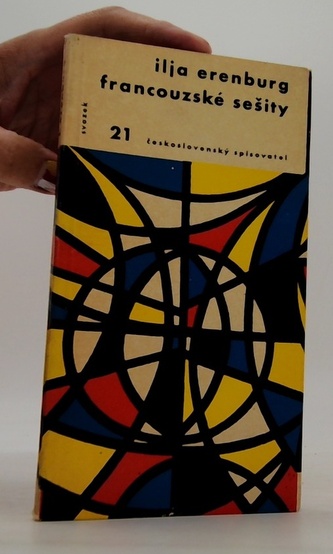 ilja erenburg
francouzské sešity
svazek
21 československý spisovatel